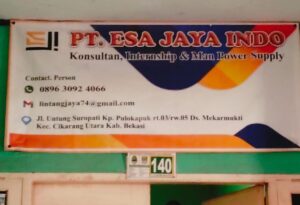 PT. ESA JAYA INDO
Konsultan, Internship & Man Power Supply
Contact. Person
0896 3092 4066
lintangjaya74@gmail.com
Jl. Untung Suropati Kp. Pulokapuk rt.03/rw.05 Ds. Mekarmukti
Kec. Cikarang Utara Kab. Bekasi
140